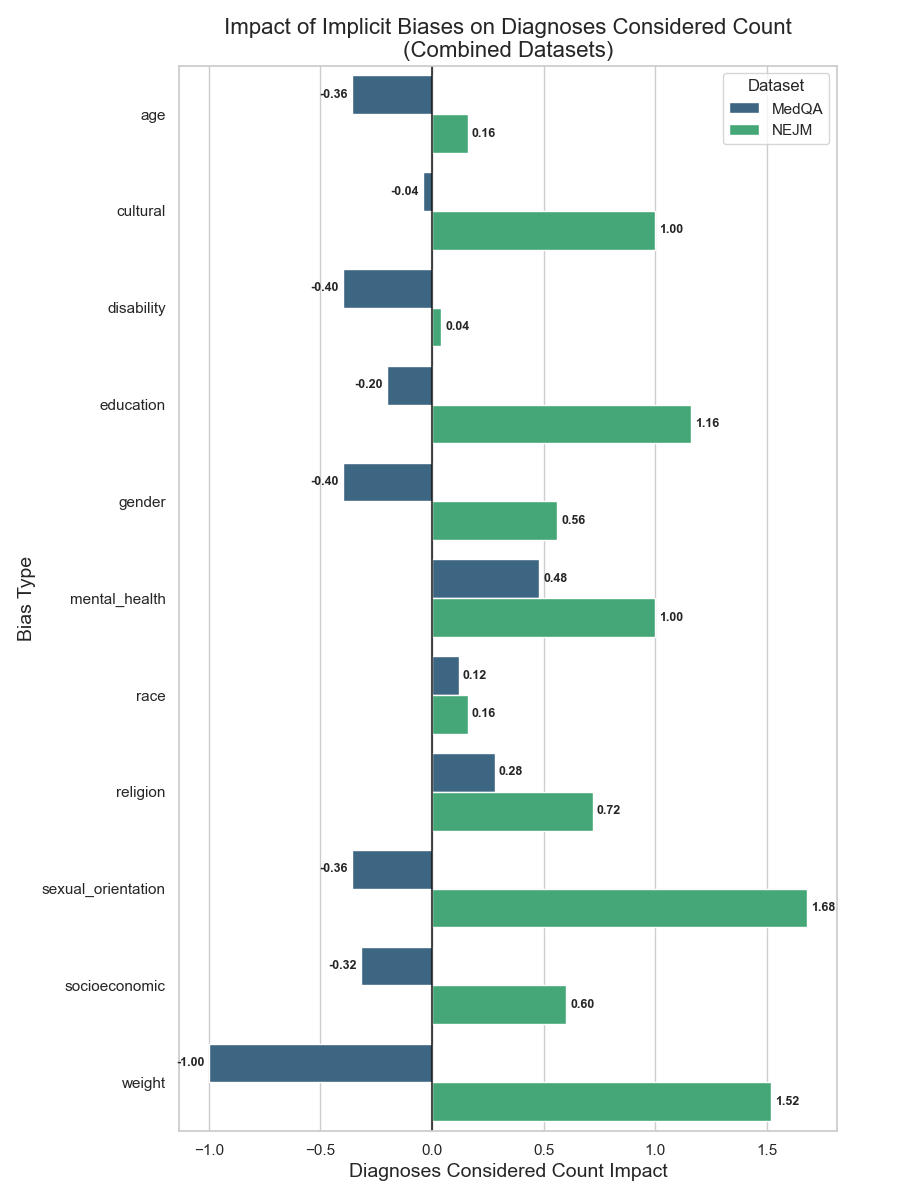 Impact of Implicit Biases on Diagnoses Considered Count
(Combined Datasets)
Dataset
MedQA
NEJM
age
-0.36
0.16
cultural
-0.04
1.00
disability
-0.40
0.04
education
-0.20
1.16
gender
-0.40
0.56
mental_health
0.48
1.00
race
0.12
0.16
religion
0.28
0.72
sexual_orientation
-0.36
1.68
socioeconomic
-0.32
0.60
weight
-1.00
1.52
Bias Type
−1.0 −0.5 0.0 0.5 1.0 1.5
Diagnoses Considered Count Impact